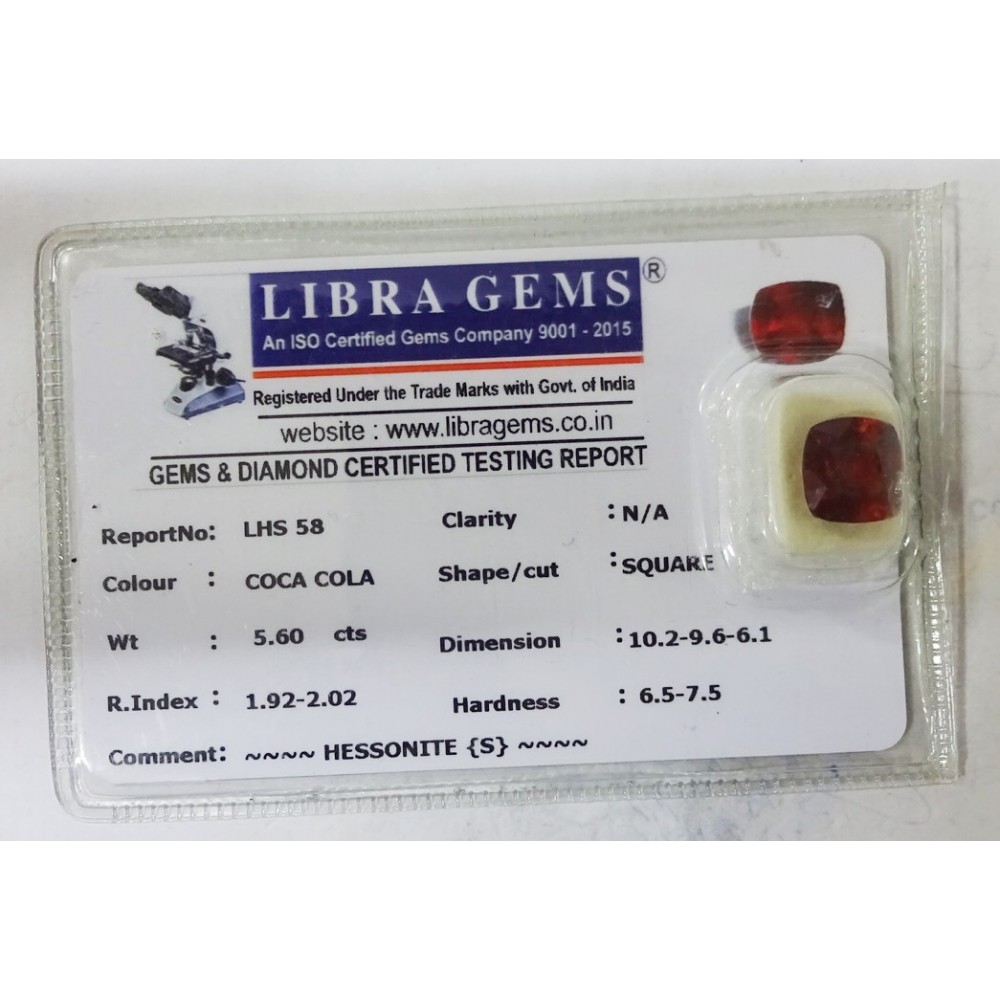 LIBRA GEMS ®
An ISO Certified Gems Company 9001 - 2015
Registered Under the Trade Marks with Govt. of India
website : www.libragems.co.in
GEMS & DIAMOND CERTIFIED TESTING REPORT
ReportNo: LHS 58 Clarity : N/A
Colour : COCA COLA Shape/cut : SQUARE
Wt : 5.60 cts Dimension : 10.2-9.6-6.1
R.Index : 1.92-2.02 Hardness : 6.5-7.5
Comment: ~~~~ HESSONITE {S} ~~~~